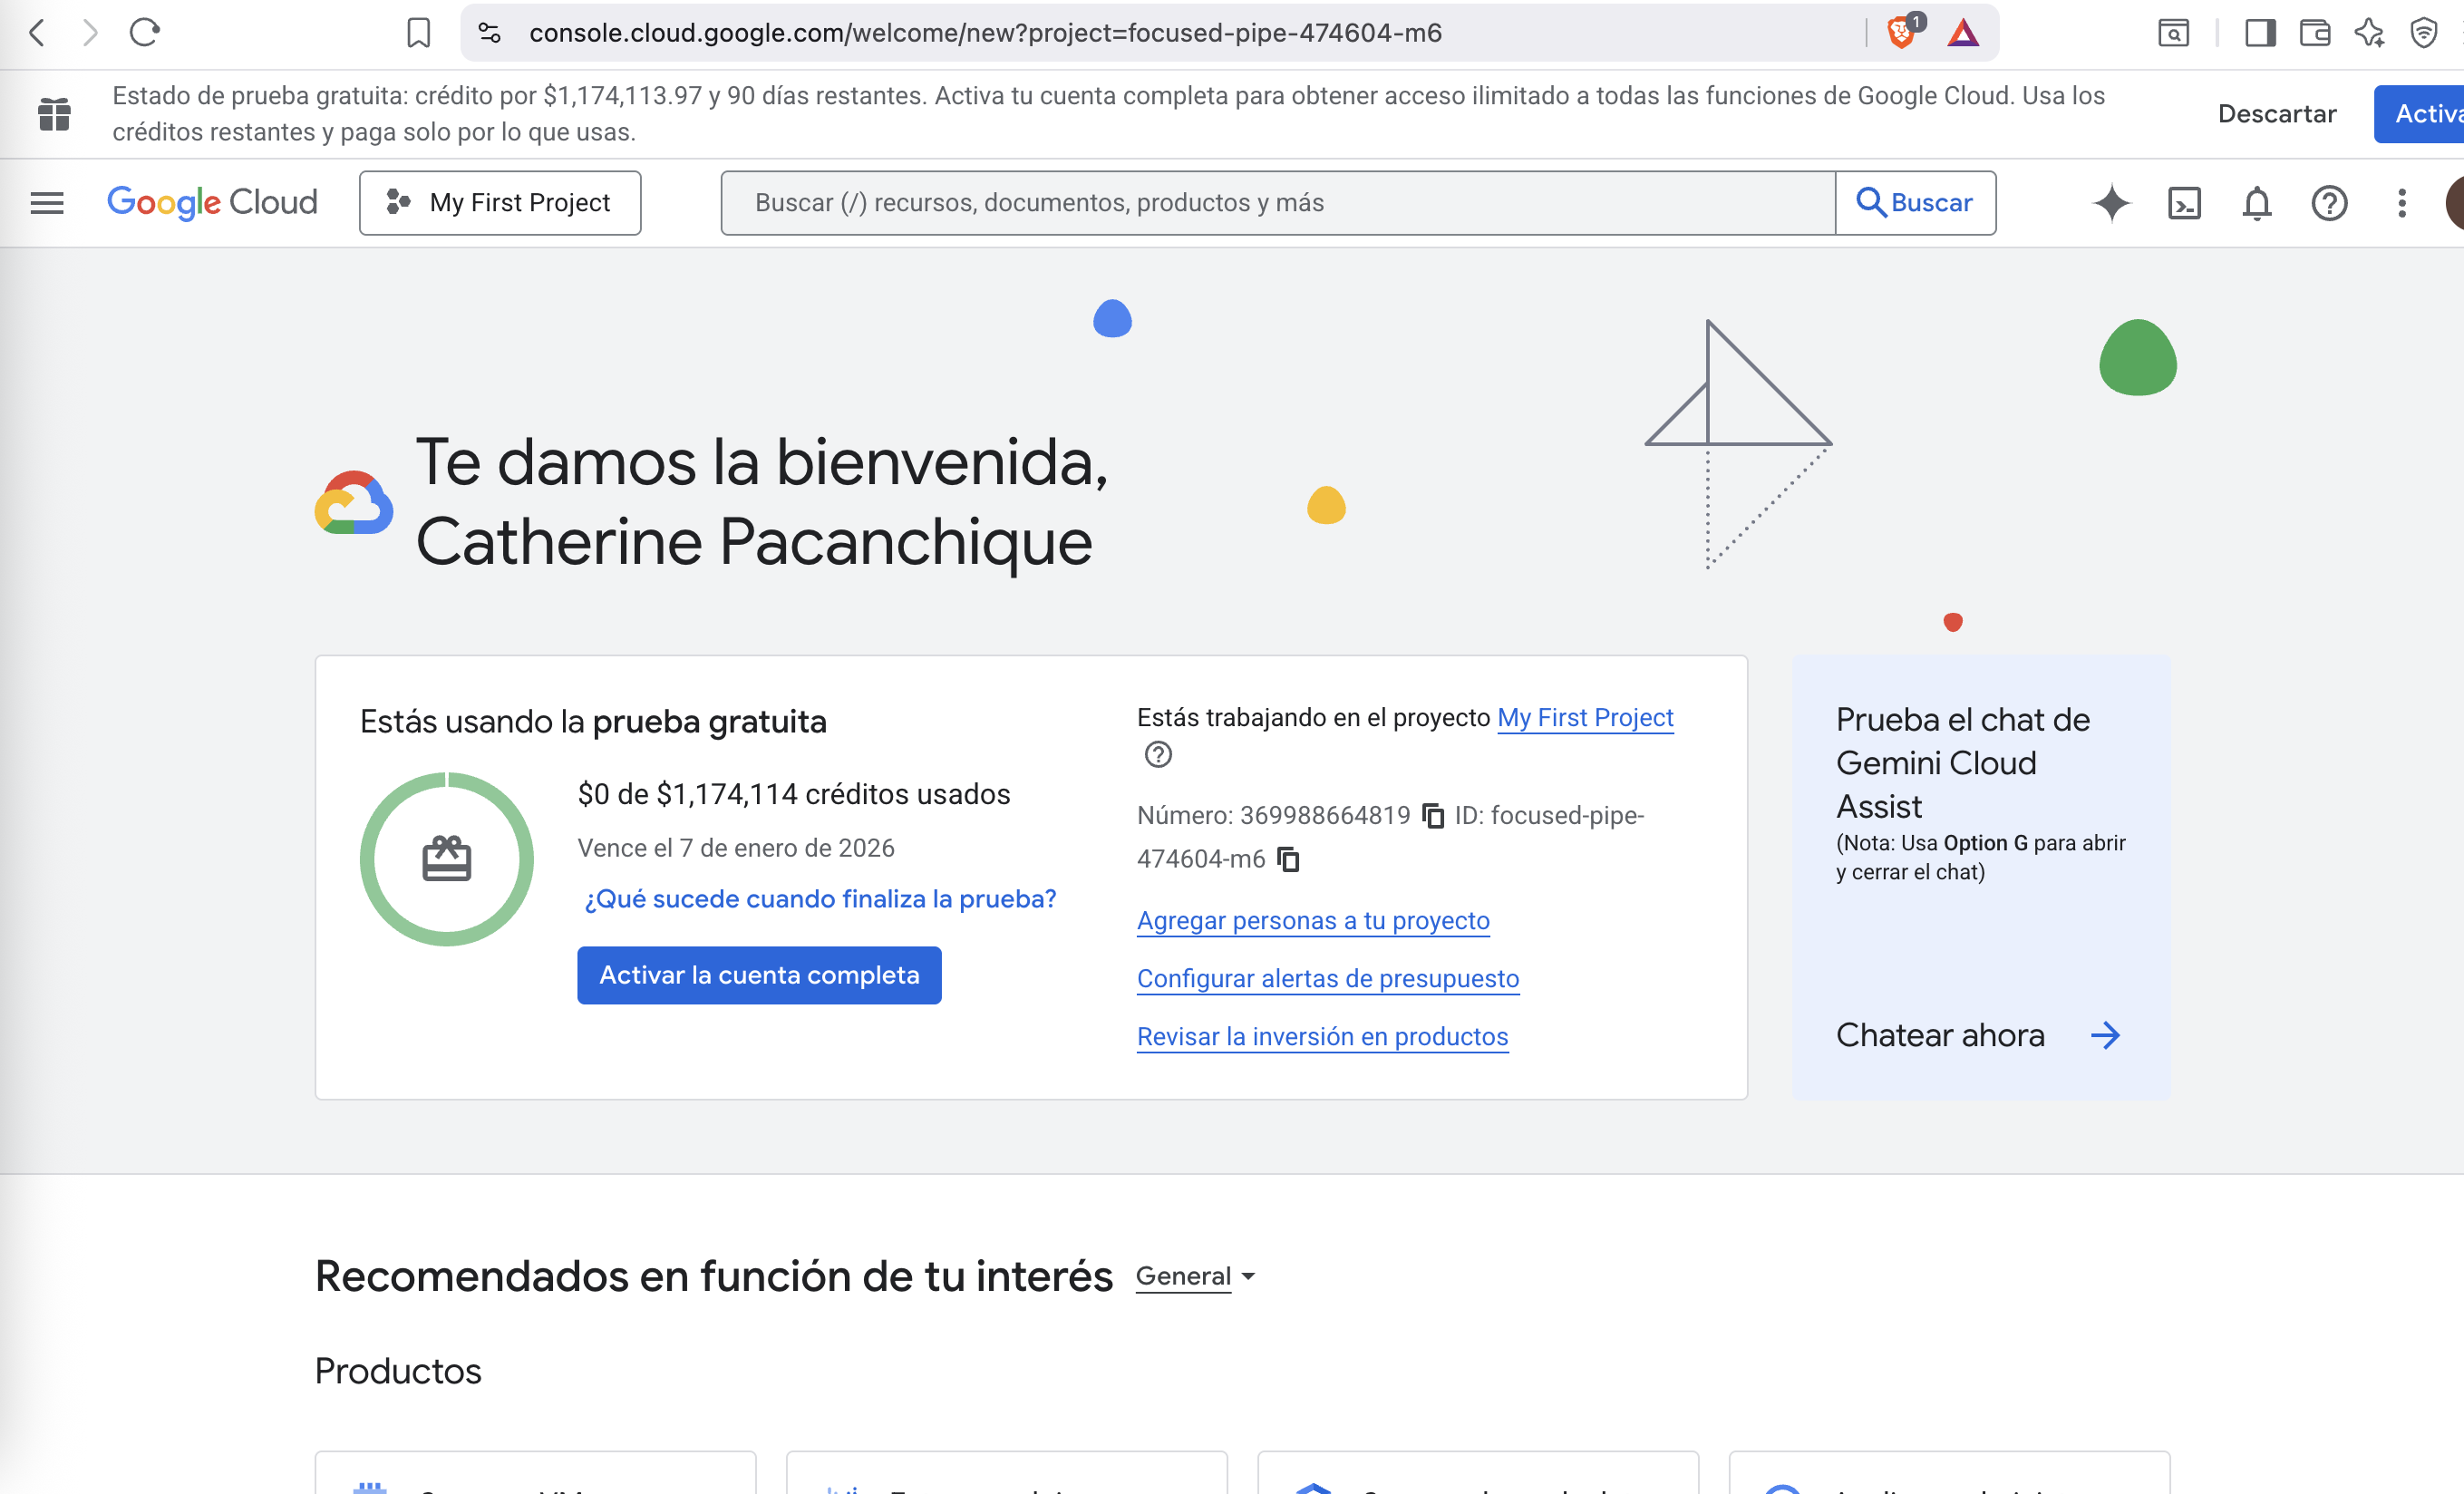 console.cloud.google.com/welcome/new?project=focused-pipe-474604-m6
1
Estado de prueba gratuita: crédito por $1,174,113.97 y 90 días restantes. Activa tu cuenta completa para obtener acceso ilimitado a todas las funciones de Google Cloud. Usa los
créditos restantes y paga solo por lo que usas.
Descartar
Google Cloud
My First Project
Buscar (/) recursos, documentos, productos y más
Buscar
Te damos la bienvenida,
Catherine Pacanchique
Estás usando la prueba gratuita
$0 de $1,174,114 créditos usados
Vence el 7 de enero de 2026
¿Qué sucede cuando finaliza la prueba?
Activar la cuenta completa
Estás trabajando en el proyecto My First Project
Número: 369988664819 ID: focused-pipe-
474604-m6
Agregar personas a tu proyecto
Configurar alertas de presupuesto
Revisar la inversión en productos
Prueba el chat de
Gemini Cloud
Assist
(Nota: Usa Option G para abrir
y cerrar el chat)
Chatear ahora
Recomendados en función de tu interés
General
Productos